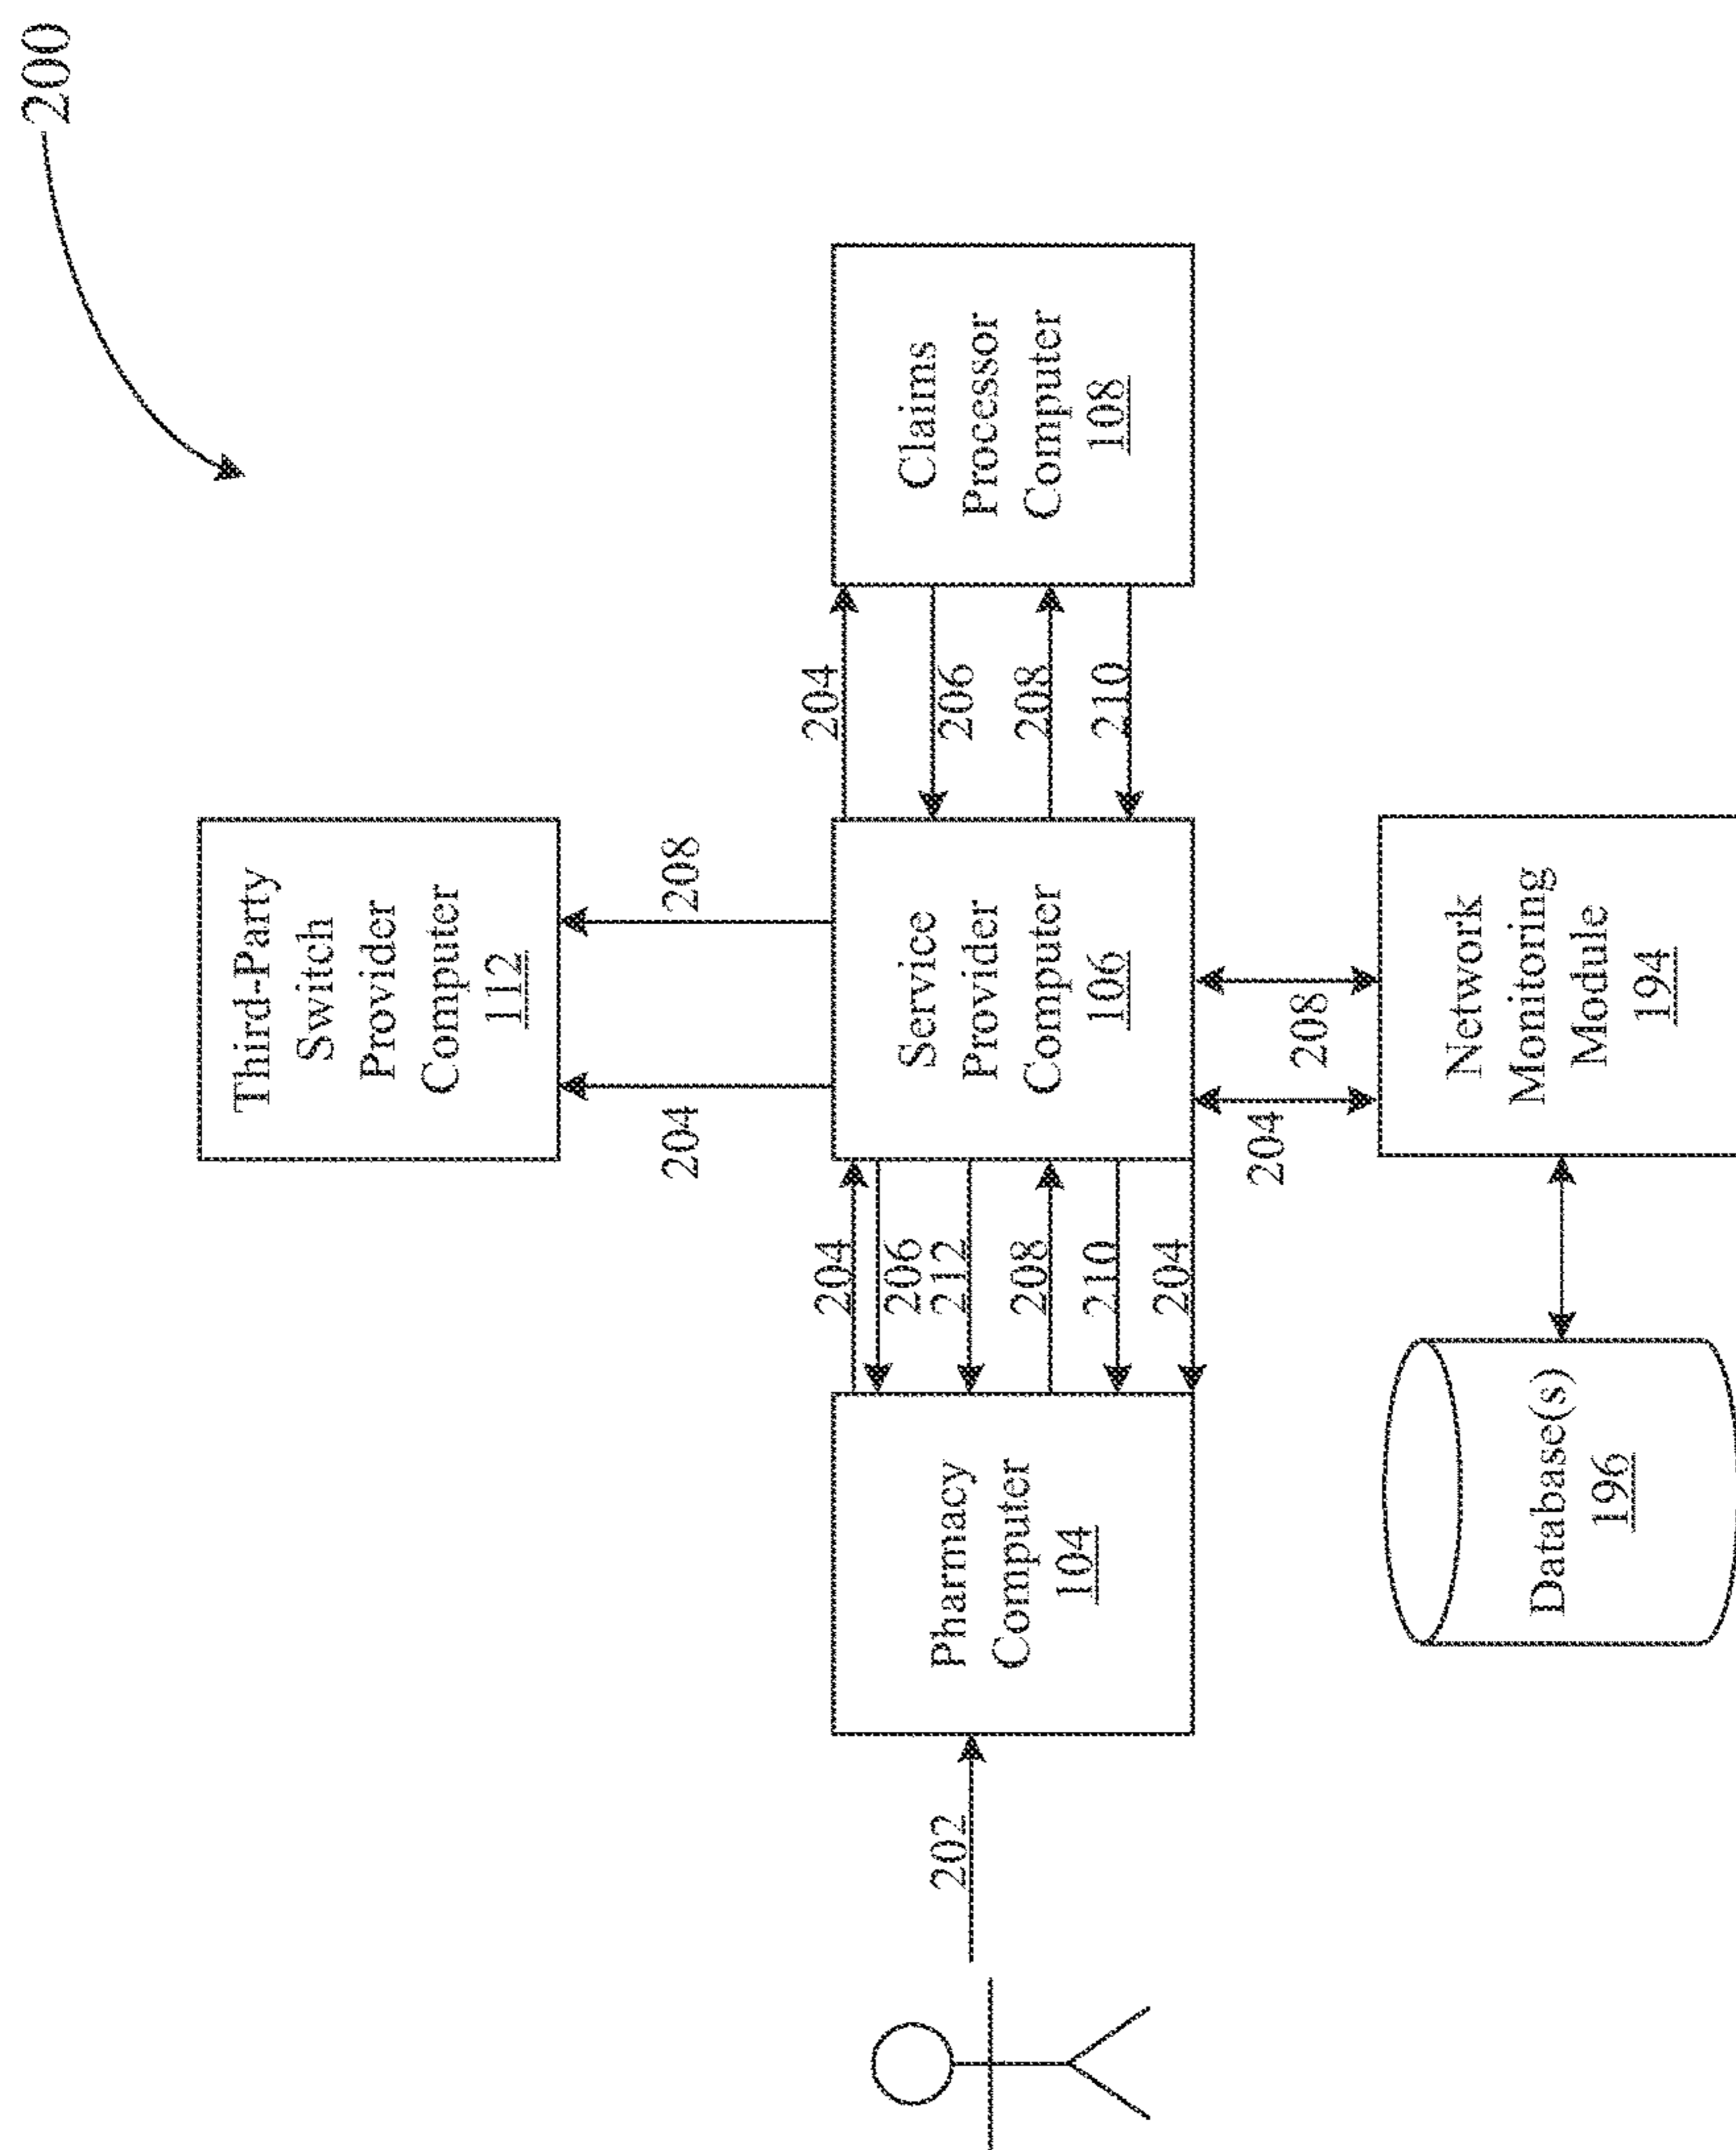 200
Third-Party
Switch
Provider
Computer
112
204
208
202
Pharmacy
Computer
104
204
206
212
208
210
204
Service
Provider
Computer
106
204
206
208
210
Claims
Processor
Computer
108
204
208
Database(s)
196
Network
Monitoring
Module
194